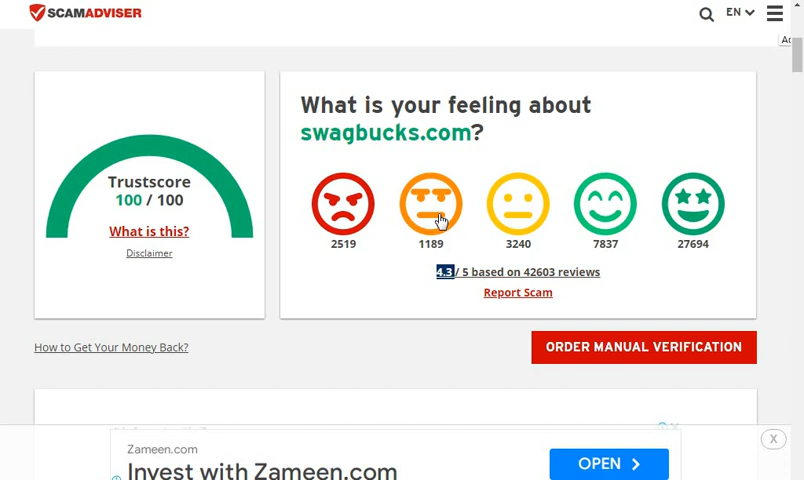 SCAMADVISER
EN
Trustscore
100 / 100
What is this?
Disclaimer
What is your feeling about
swagbucks.com?
2519
1189
3240
7837
27694
4.3 / 5 based on 42603 reviews
Report Scam
How to Get Your Money Back?
ORDER MANUAL VERIFICATION
X
Zameen.com
Invest with Zameen.com
OPEN